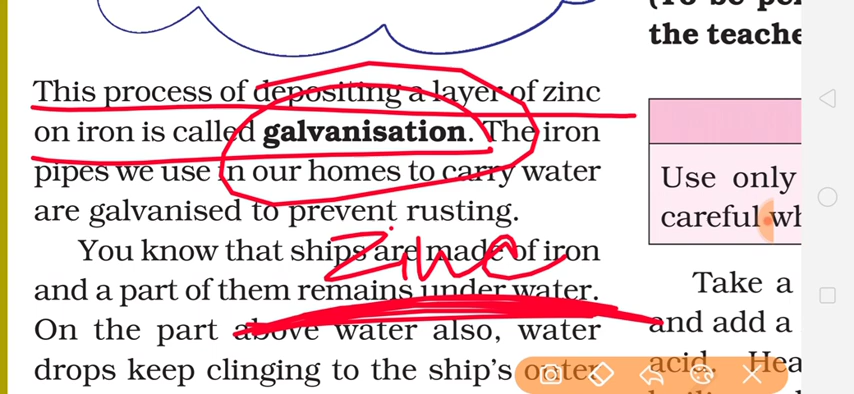 This process of depositing a layer of zinc
on iron is called galvanisation. The iron
pipes we use in our homes to carry water
are galvanised to prevent rusting.
You know that ships are made of iron
and a part of them remains under water.
On the part above water also, water
drops keep clinging to the ship's outer
zinc
the teache
Use only
careful wh
Take a
and add a
acid. Hea